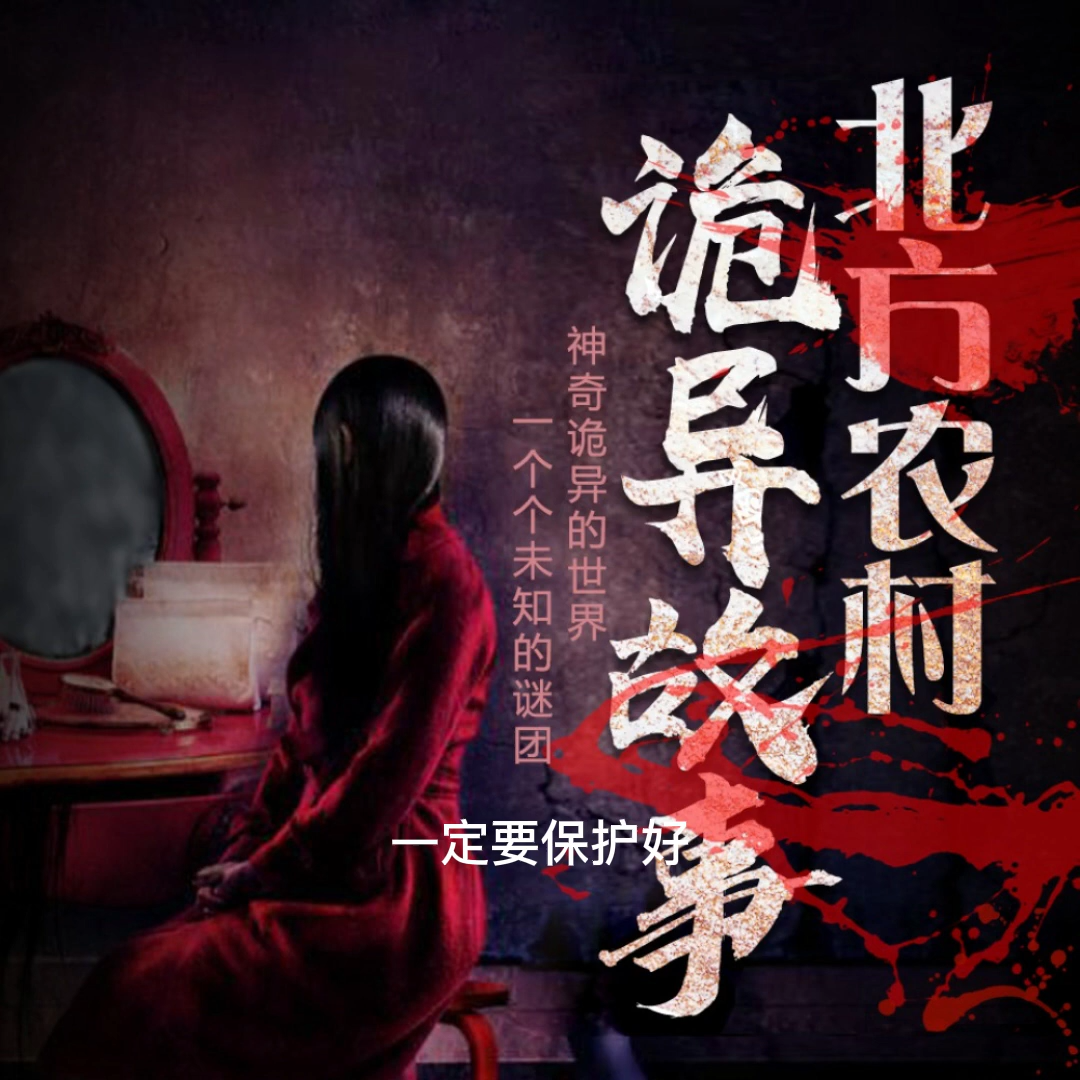 北方农村
诡异故事
神奇诡异的世界
一个个未知的谜团
一定要保护好